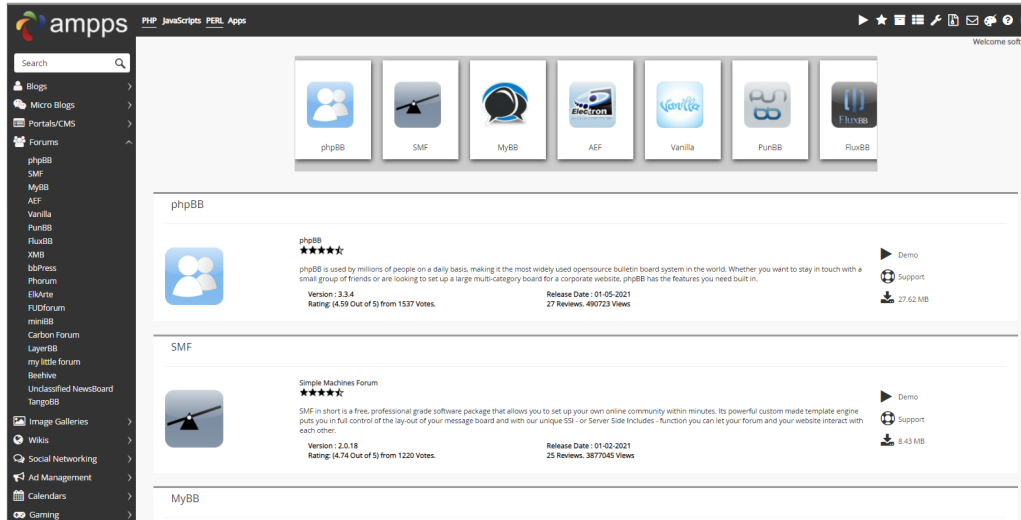 ampps
PHP JavaScripts PERL Apps
Welcome soft
Search
Blogs
Micro Blogs
Portals/CMS
Forums
phpBB
SMF
MyBB
AEF
Vanilla
PunBB
FluxBB
XMB
bbPress
Phorum
ElkArte
FUDforum
miniBB
Carbon Forum
LayerBB
my little forum
Beehive
Unclassified NewsBoard
TangoBB
Image Galleries
Wikis
Social Networking
Ad Management
Calendars
Gaming
Electron
Vanilla
FluxBB
phpBB
SMF
MyBB
AEF
Vanilla
PunBB
FluxBB
phpBB
phpBB
phpBB is used by millions of people on a daily basis, making it the most widely used opensource bulletin board system in the world. Whether you want to stay in touch with a
small group of friends or are looking to set up a large multi-category board for a corporate website, phpBB has the features you need built in.
Version : 3.3.4
Release Date : 01-05-2021
Rating: (4.59 Out of 5) from 1537 Votes.
27 Reviews. 490723 Views
Demo
Support
27.62 MB
SMF
Simple Machines Forum
SMF in short is a free, professional grade software package that allows you to set up your own online community within minutes. Its powerful custom made template engine
puts you in full control of the lay-out of your message board and with our unique SSI - or Server Side Includes - function you can let your forum and your website interact with
each other.
Version : 2.0.18
Release Date : 01-02-2021
Rating: (4.74 Out of 5) from 1220 Votes.
25 Reviews. 3877045 Views
Demo
Support
8.43 MB
MyBB